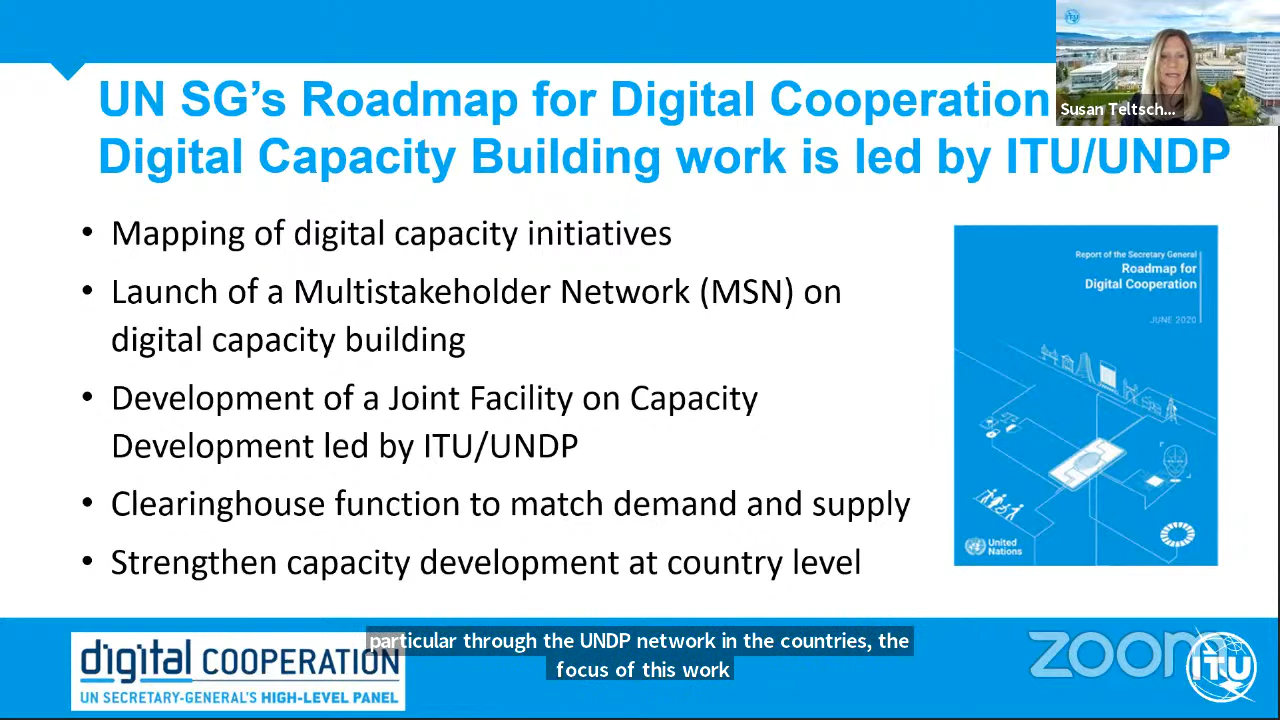 UN SG's Roadmap for Digital Cooperation
Digital Capacity Building work is led by ITU/UNDP
ITU
Susan Teltsch...
• Mapping of digital capacity initiatives
• Launch of a Multistakeholder Network (MSN) on
digital capacity building
• Development of a Joint Facility on Capacity
Development led by ITU/UNDP
• Clearinghouse function to match demand and supply
• Strengthen capacity development at country level
Report of the Secretary General
Roadmap for
Digital Cooperation
JUNE 2020
United
Nations
digital COOPERATION
UN SECRETARY-GENERAL'S HIGH-LEVEL PANEL
particular through the UNDP network in the countries, the
focus of this work
zoom
ITU